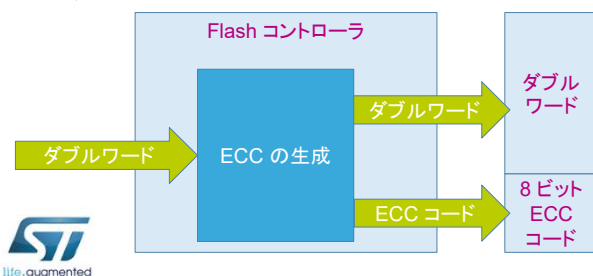 Flash コントローラ
ダブルワード
ECC の生成
ダブルワード
ECC コード
ダブル
ワード
8 ビット
ECC
コード
ST
life.augmented